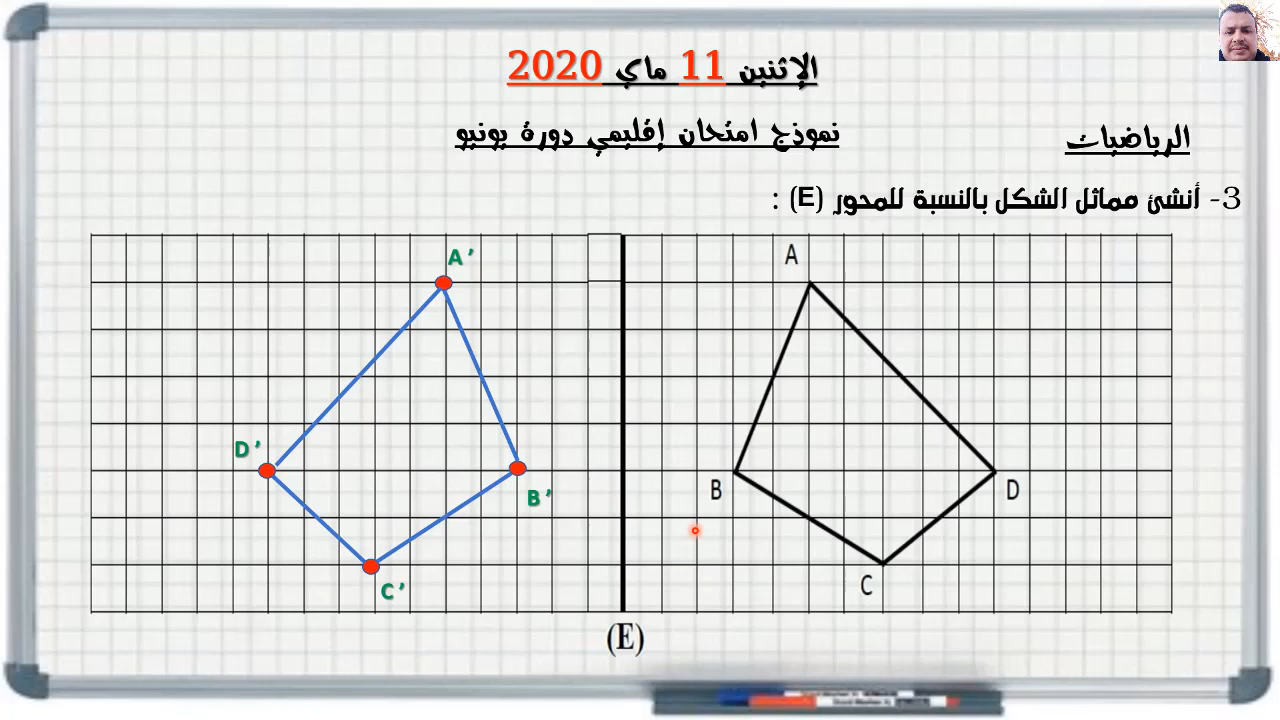 الإثنين 11 ماي 2020
نموذج امتحان إقليمي دورة يونيو
الرياضيات
3- أنشئ مماثل الشكل بالنسبة للمحور (E) :
A’
A
D’
B’
B
D
C’
C
(E)